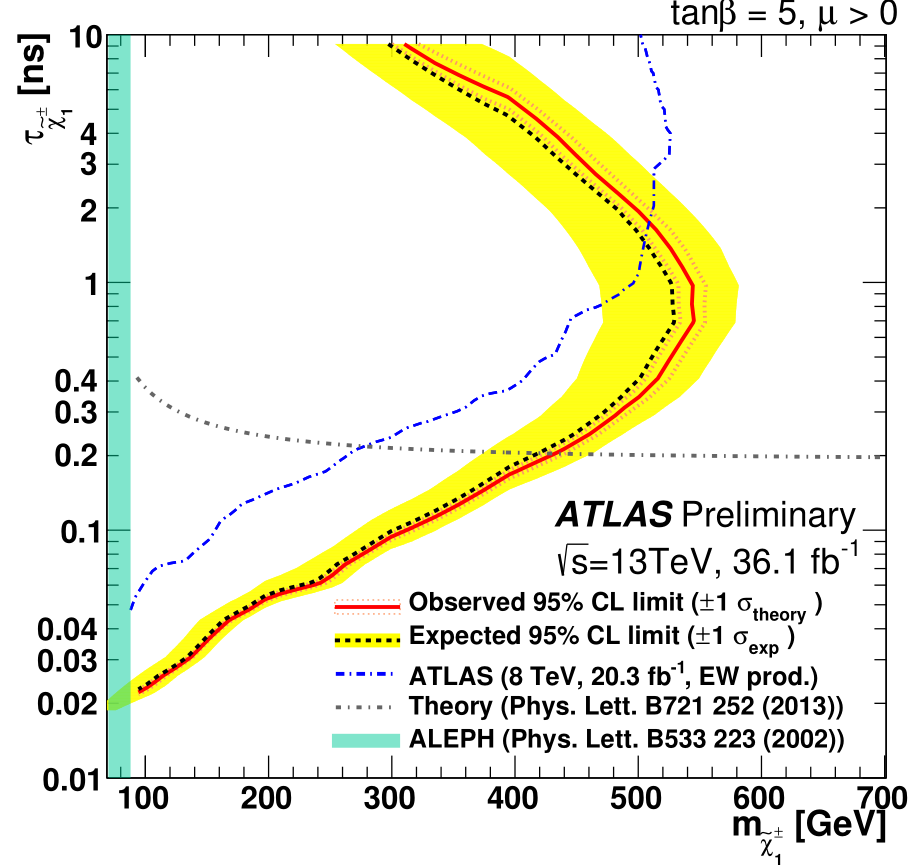 tanβ = 5, μ > 0
τ χ̃₁± [ns]
10
4
3
2
1
0.4
0.3
0.2
0.1
0.04
0.03
0.02
0.01
ATLAS Preliminary
√s=13TeV, 36.1 fb⁻¹
Observed 95% CL limit (±1 σ_theory)
Expected 95% CL limit (±1 σ_exp)
ATLAS (8 TeV, 20.3 fb⁻¹, EW prod.)
Theory (Phys. Lett. B721 252 (2013))
ALEPH (Phys. Lett. B533 223 (2002))
100 200 300 400 500 600 700
m χ̃₁± [GeV]